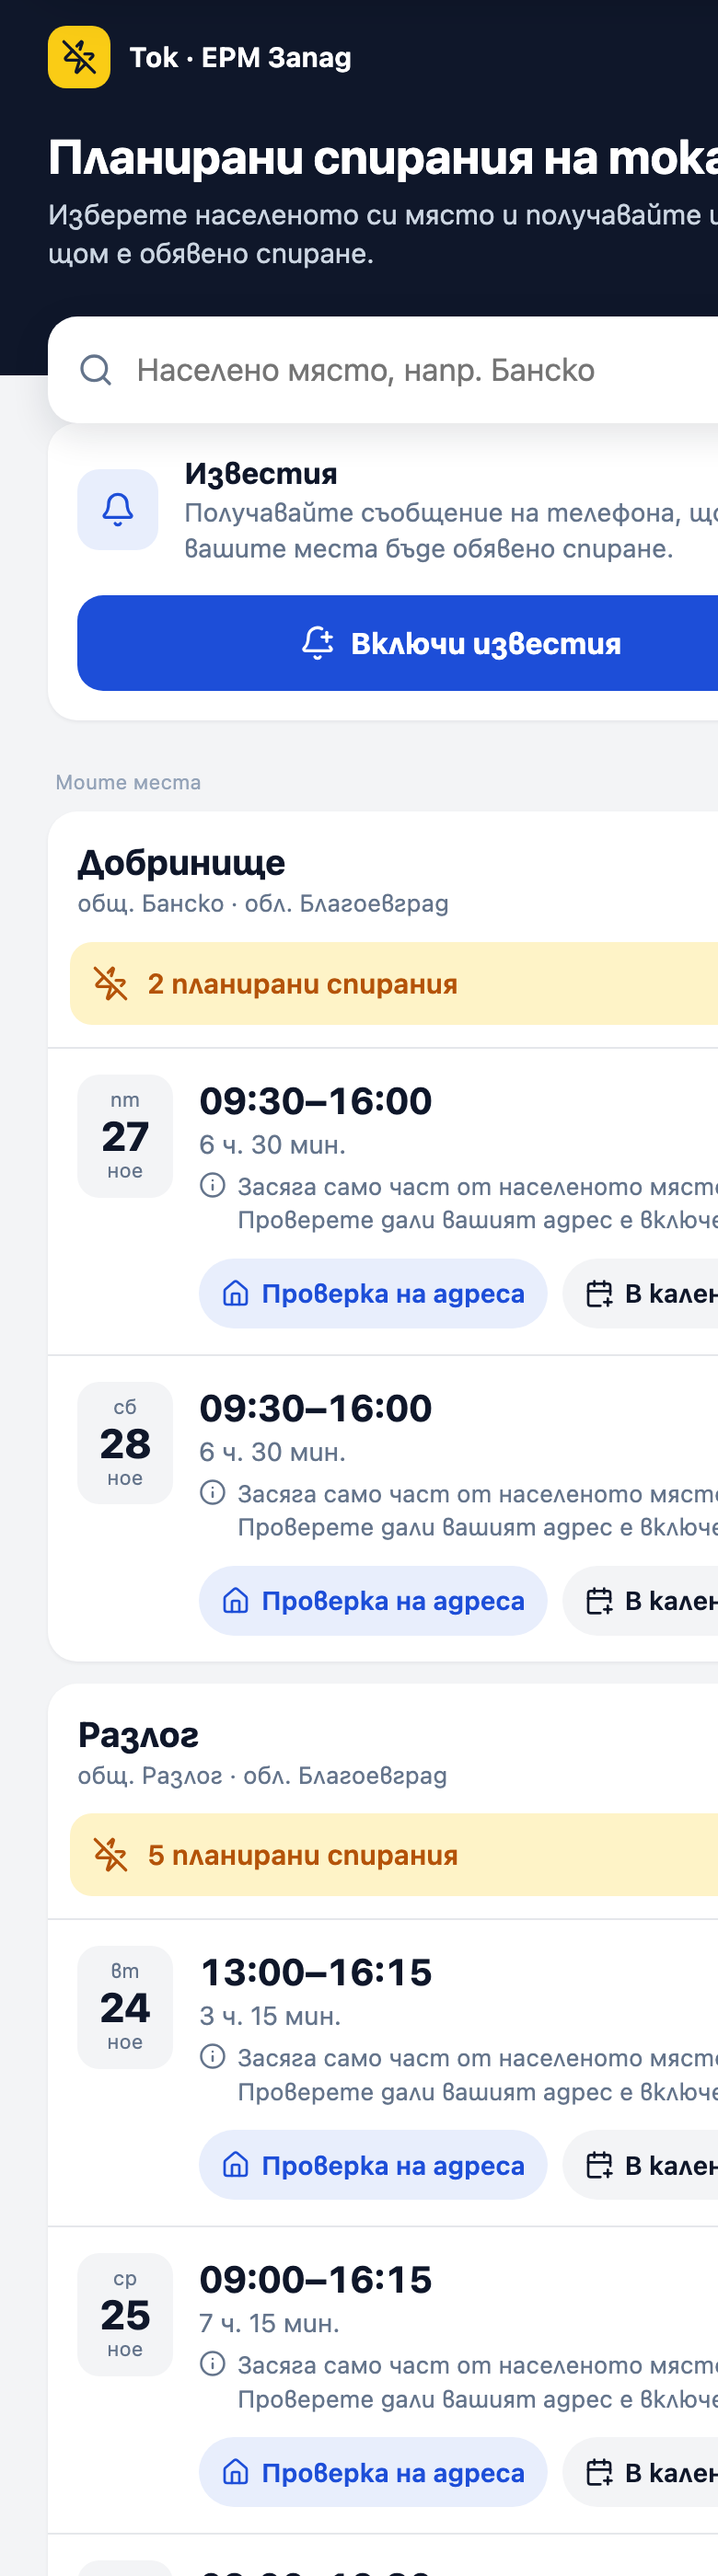 Ток · ЕРМ Запад
Планирани спирания на тока
Изберете населеното си място и получавайте
щом е обявено спиране.
Населено място, напр. Банско
Известия
Получавайте съобщение на телефона,
вашите места бъде обявено спиране.
Включи известия
Моите места
Добринище
общ. Банско · обл. Благоевград
2 планирани спирания
пт
27
ное
09:30–16:00
6 ч. 30 мин.
Засяга само част от населеното място
Проверете дали вашият адрес е
Проверка на адреса
В
сб
28
ное
09:30–16:00
6 ч. 30 мин.
Засяга само част от населеното място
Проверете дали вашият адрес е
Проверка на адреса
В
Разлог
общ. Разлог · обл. Благоевград
5 планирани спирания
вт
24
ное
13:00–16:15
3 ч. 15 мин.
Засяга само част от населеното място
Проверете дали вашият адрес е
Проверка на адреса
В
ср
25
ное
09:00–16:15
7 ч. 15 мин.
Засяга само част от населеното място
Проверете дали вашият адрес е
Проверка на адреса
В